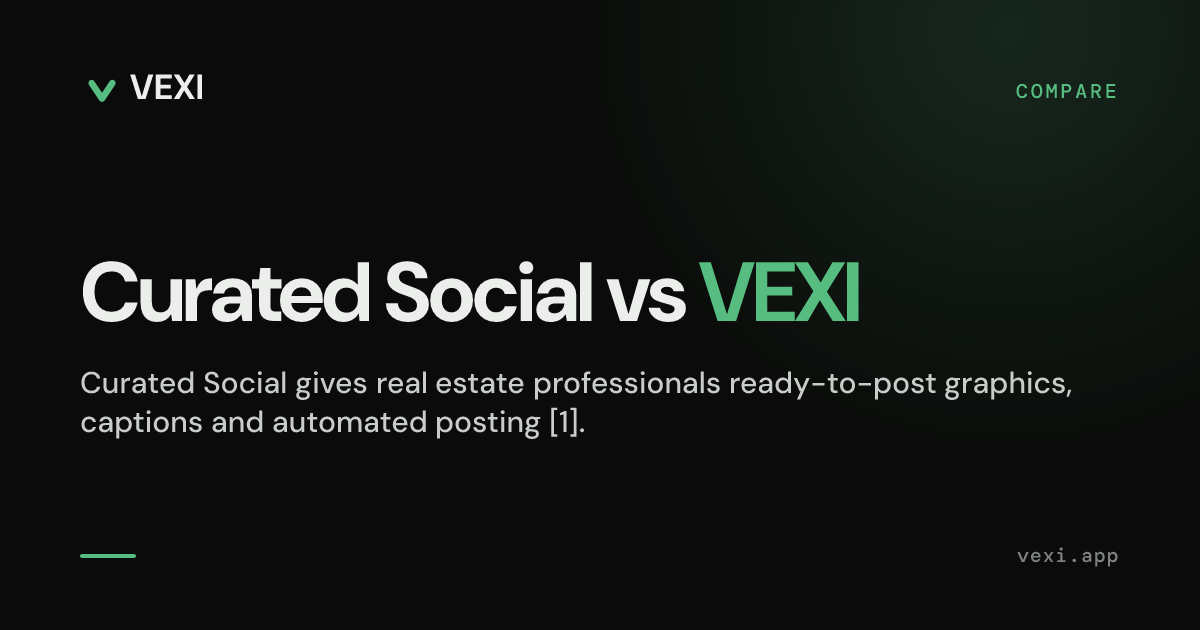 VEXI
COMPARE
Curated Social vs VEXI
Curated Social gives real estate professionals ready-to-post graphics,
captions and automated posting [1].
vexi.app